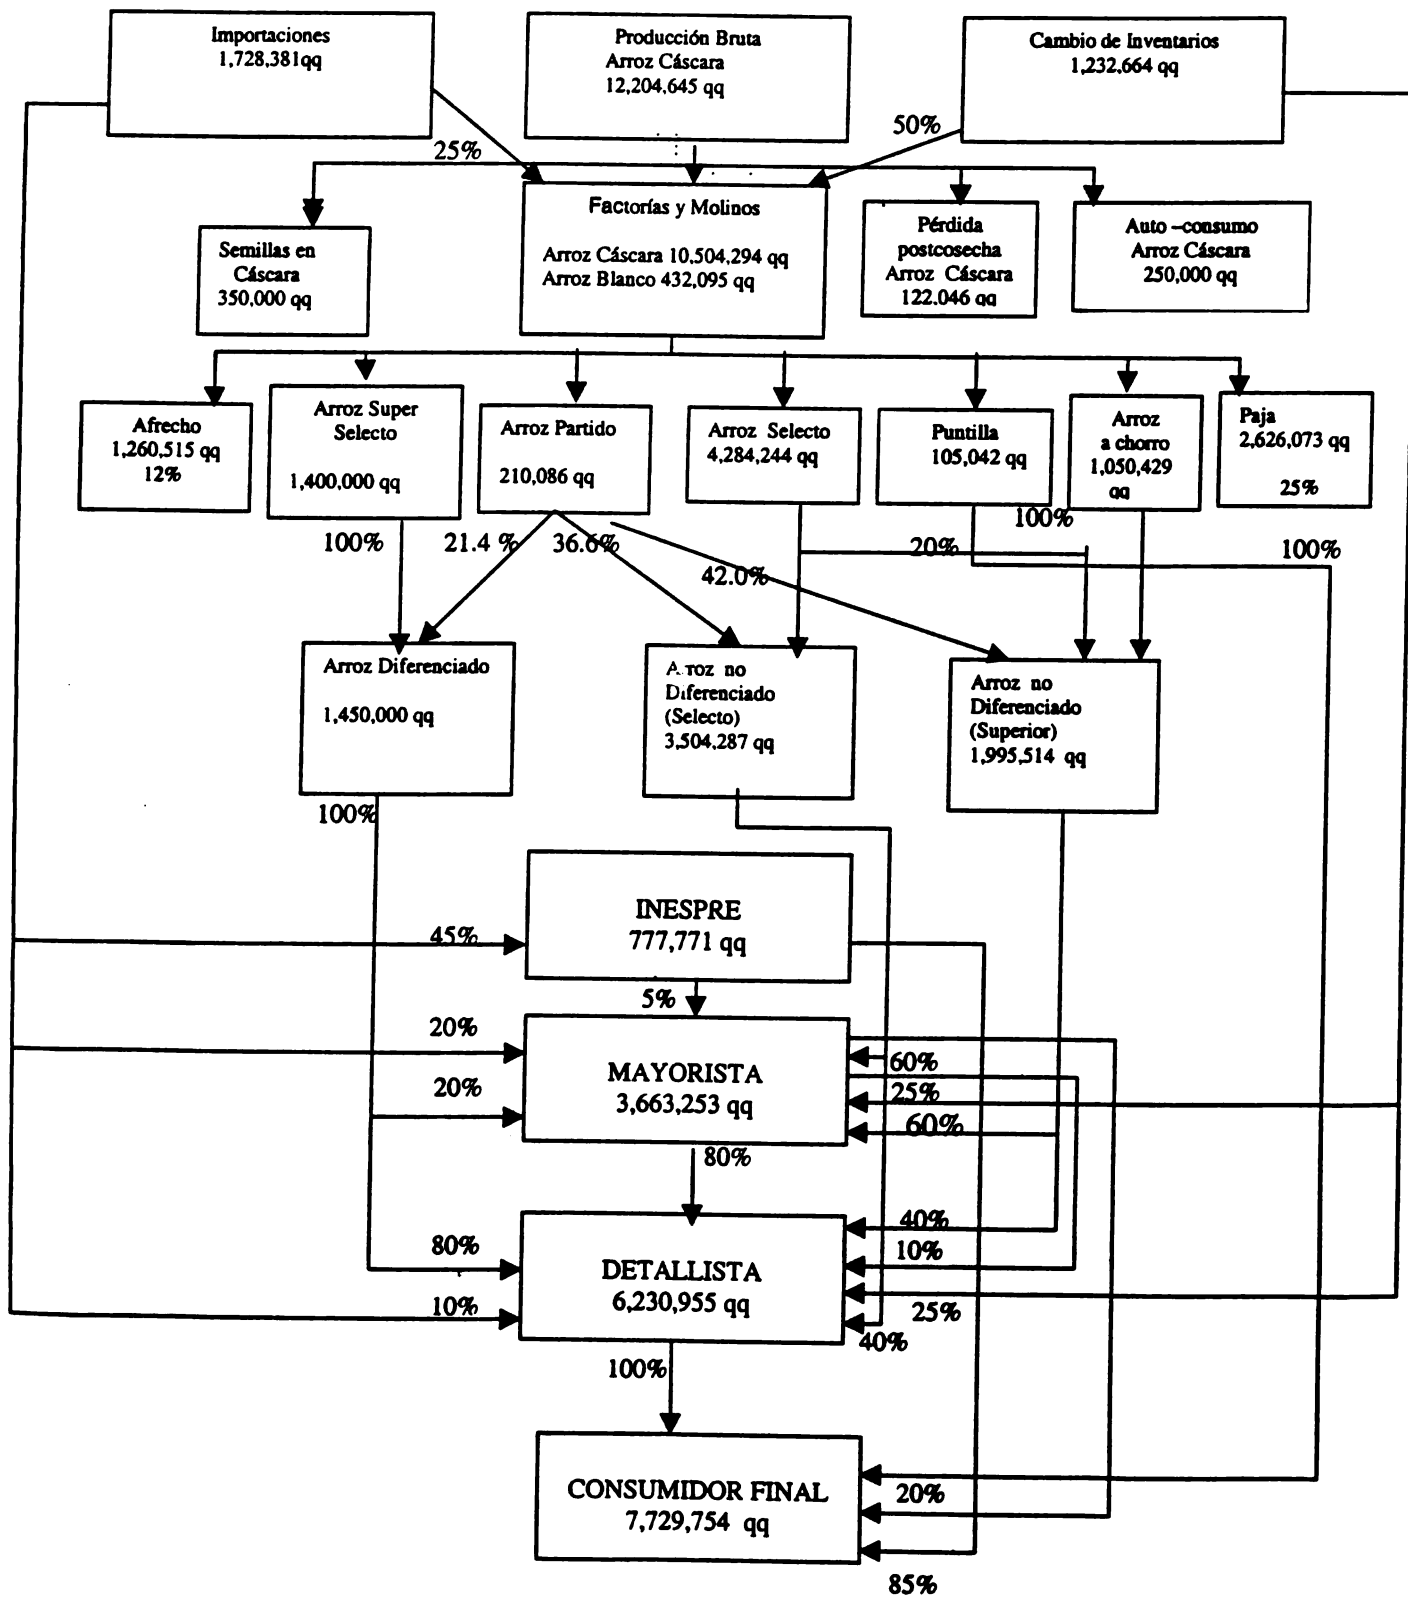 Importaciones
1,728,381qq
Producción Bruta
Arroz Cáscara
12,204,645 qq
Cambio de Inventarios
1,232,664 qq
50%
25%
Factorías y Molinos
Arroz Cáscara 10,504,294 qq
Arroz Blanco 432,095 qq
Semillas en
Cáscara
350,000 qq
Pérdida
postcosecha
Arroz Cáscara
122.046 qq
Auto –consumo
Arroz Cáscara
250,000 qq
Afrecho
1,260,515 qq
12%
Arroz Super
Selecto
1,400,000 qq
Arroz Partido
210,086 qq
Arroz Selecto
4,284,244 qq
Puntilla
105,042 qq
Arroz
a chorro
1,050,429
qq
Paja
2,626,073 qq
25%
100%
21.4 %
36.6%
42.0%
20%
100%
100%
Arroz Diferenciado
1,450,000 qq
Arroz no
Diferenciado
(Selecto)
3,504,287 qq
Arroz no
Diferenciado
(Superior)
1,995,514 qq
100%
INESPRE
777,771 qq
45%
5%
20%
20%
MAYORISTA
3,663,253 qq
60%
25%
60%
80%
80%
10%
DETALLISTA
6,230,955 qq
40%
10%
25%
40%
100%
CONSUMIDOR FINAL
7,729,754 qq
20%
85%